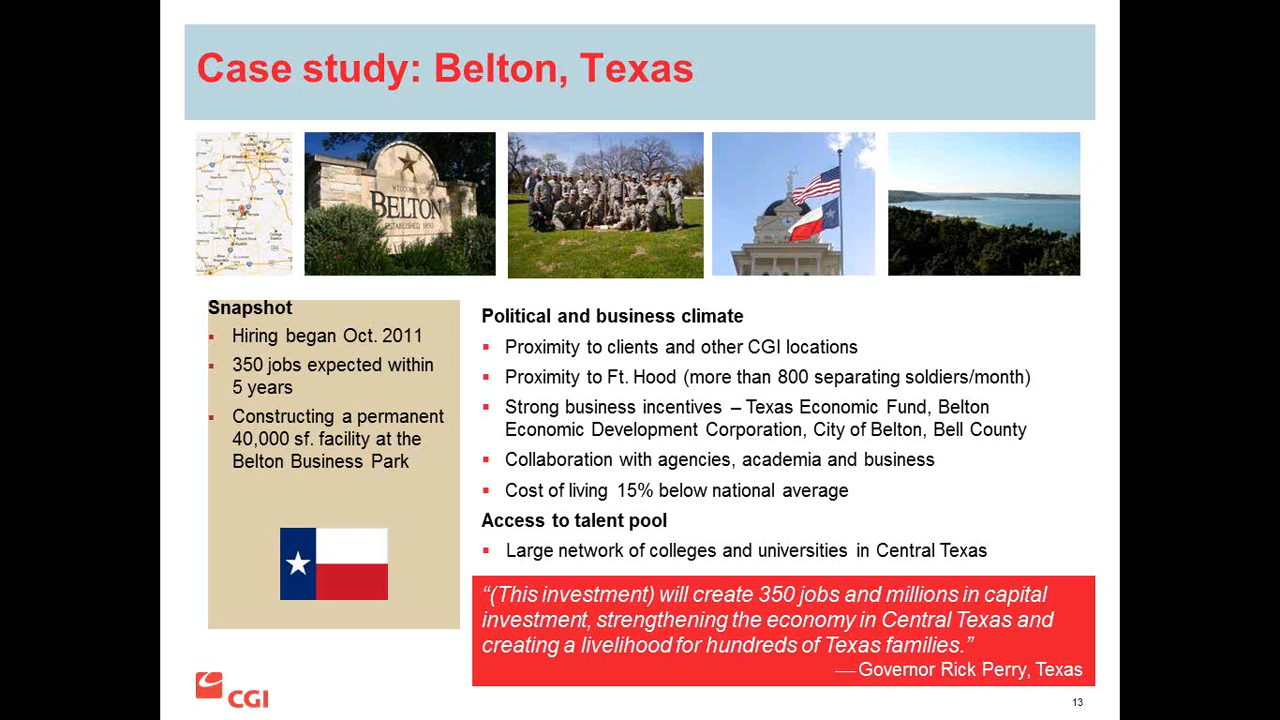 Case study: Belton, Texas
WELCOME TO
BELTON
ESTABLISHED 1850
Snapshot
▪ Hiring began Oct. 2011
▪ 350 jobs expected within
5 years
▪ Constructing a permanent
40,000 sf. facility at the
Belton Business Park
Political and business climate
▪ Proximity to clients and other CGI locations
▪ Proximity to Ft. Hood (more than 800 separating soldiers/month)
▪ Strong business incentives – Texas Economic Fund, Belton
Economic Development Corporation, City of Belton, Bell County
▪ Collaboration with agencies, academia and business
▪ Cost of living 15% below national average
Access to talent pool
▪ Large network of colleges and universities in Central Texas
“(This investment) will create 350 jobs and millions in capital
investment, strengthening the economy in Central Texas and
creating a livelihood for hundreds of Texas families.”
— Governor Rick Perry, Texas
CGI
13